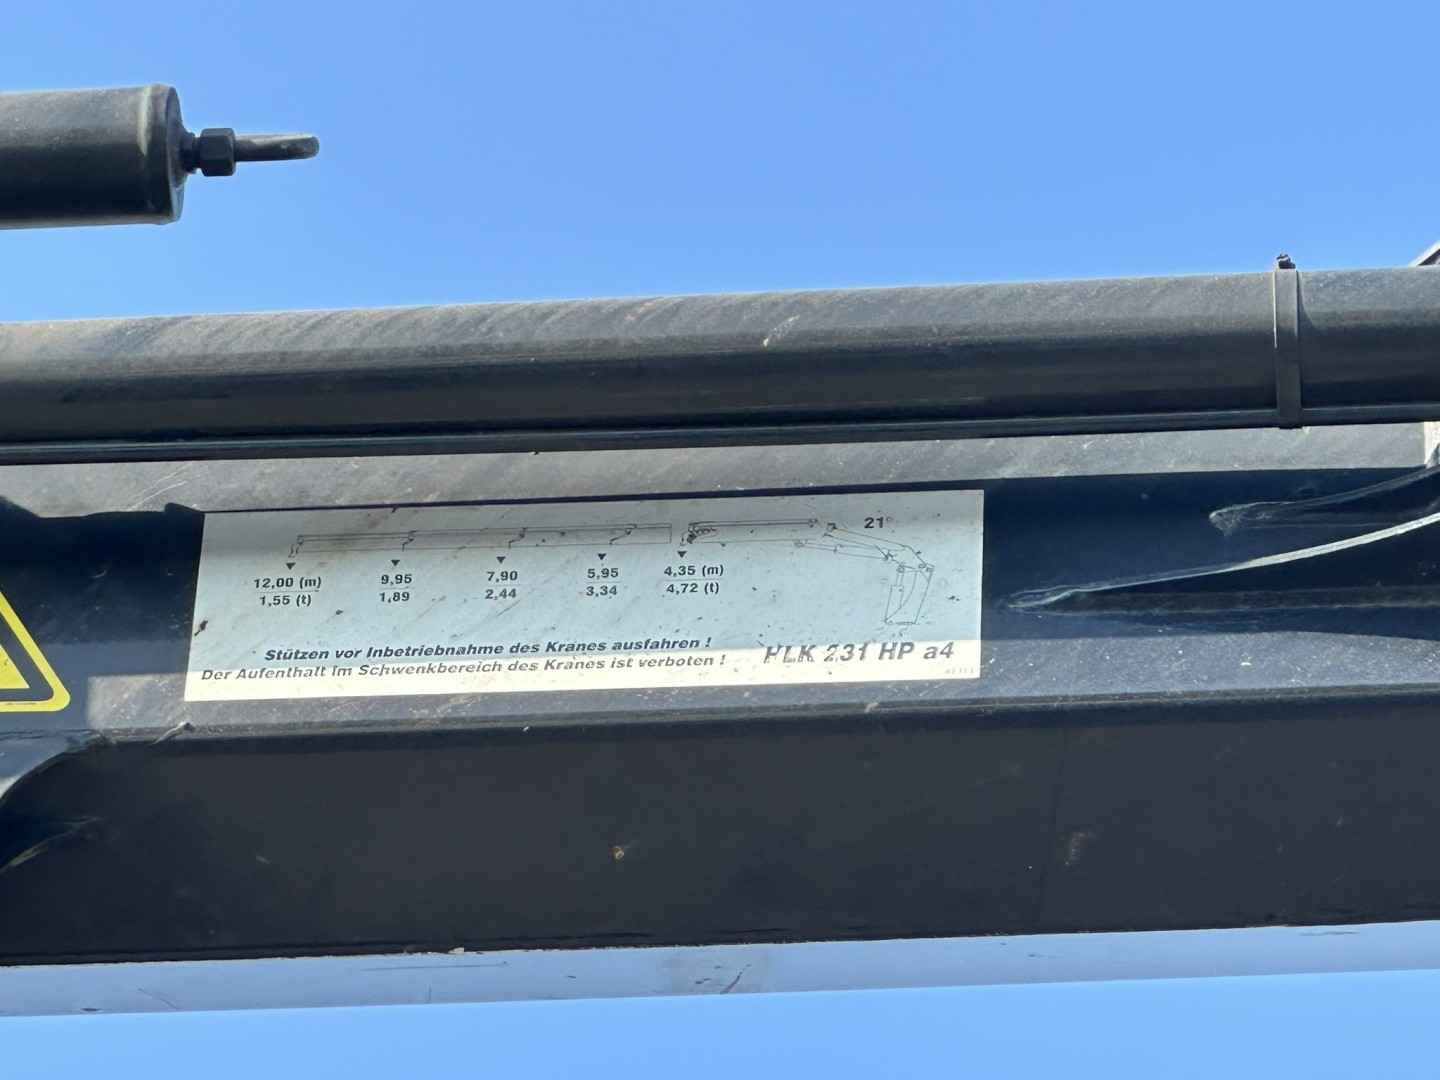 21°
12,00 (m) 9,95 7,90 5,95 4,35 (m)
1,55 (t) 1,89 2,44 3,34 4,72 (t)
Stützen vor Inbetriebnahme des Kranes ausfahren !
Der Aufenthalt im Schwenkbereich des Kranes ist verboten !
HLK 231 HP a4